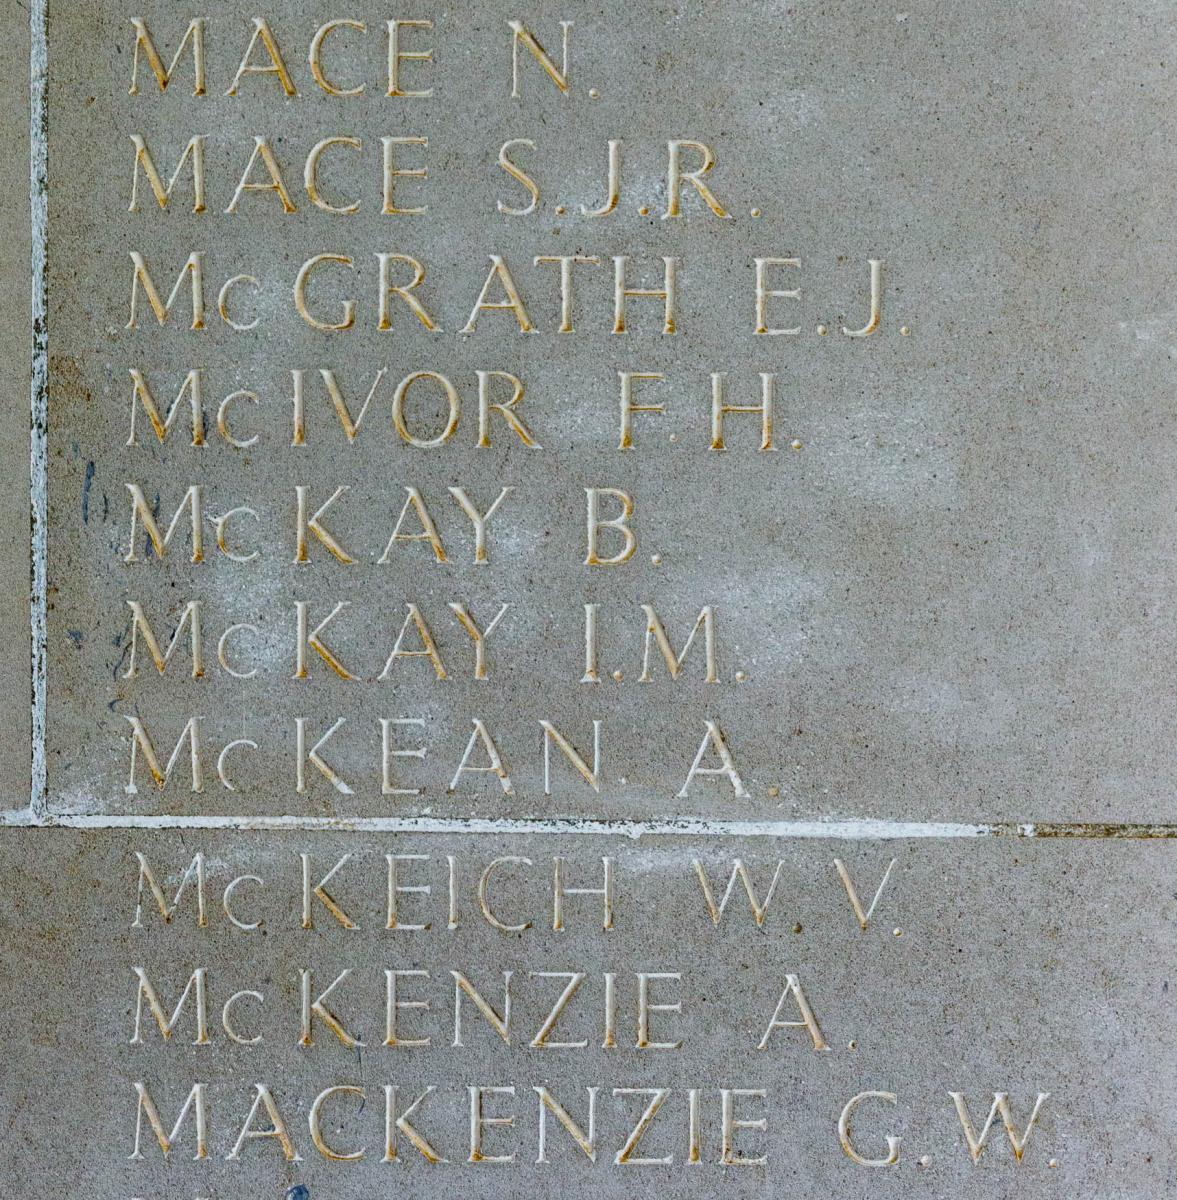 MACE N.
MACE S.J.R.
McGRATH E.J.
McIVOR F.H.
McKAY B.
McKAY I.M.
McKEAN A.
McKEICH W.V.
McKENZIE A.
MACKENZIE G.W.